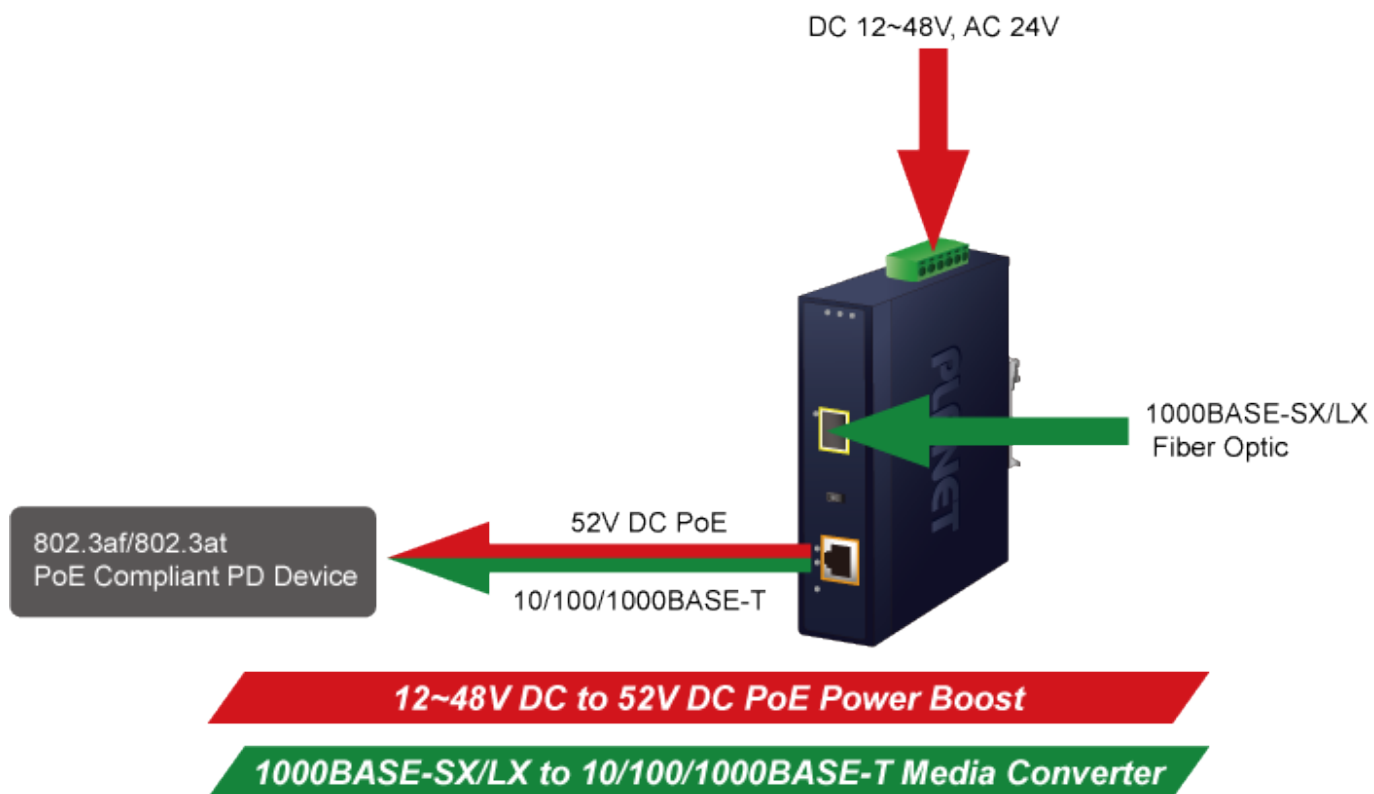 DC 12~48V, AC 24V
PLANET
1000BASE-SX/LX
Fiber Optic
52V DC PoE
802.3af/802.3at
PoE Compliant PD Device
10/100/1000BASE-T
12~48V DC to 52V DC PoE Power Boost
1000BASE-SX/LX to 10/100/1000BASE-T Media Converter